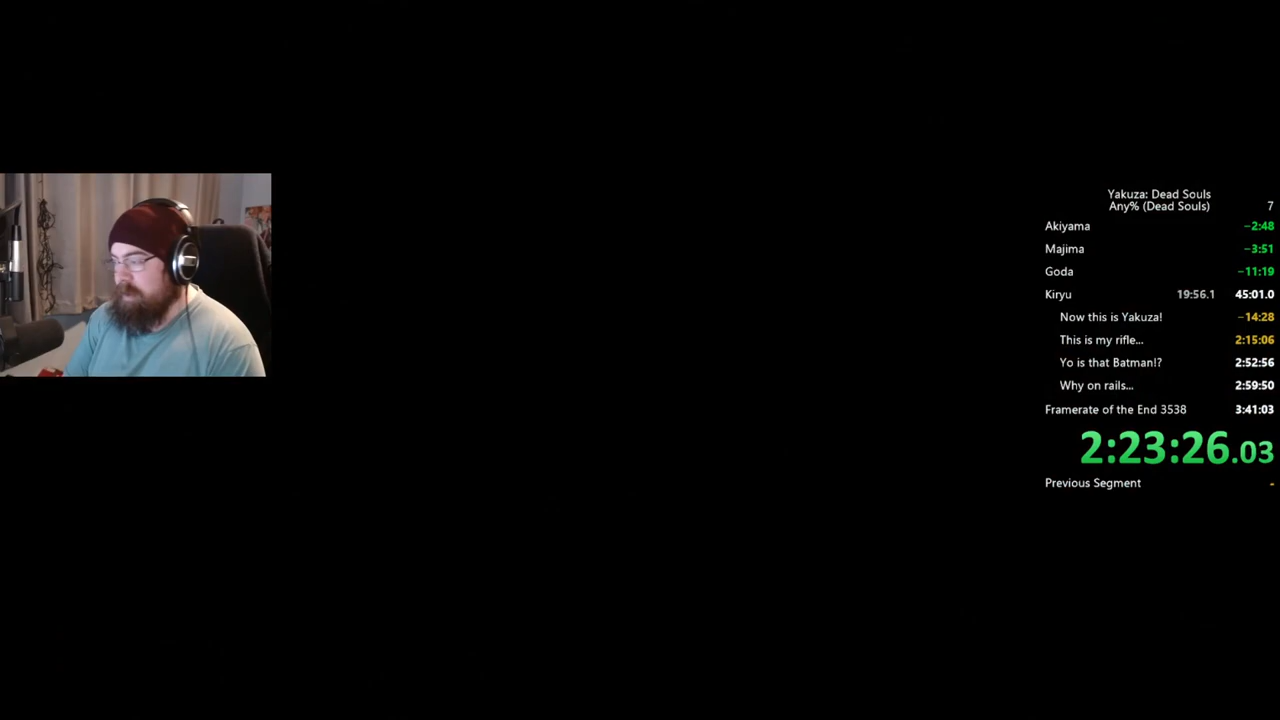 Yakuza: Dead Souls
Any% (Dead Souls) 7
Akiyama −2:48
Majima −3:51
Goda −11:19
Kiryu 19:56.1 45:01.0
Now this is Yakuza! −14:28
This is my rifle... 2:15:06
Yo is that Batman!? 2:52:56
Why on rails... 2:59:50
Framerate of the End 3538 3:41:03
2:23:26.03
Previous Segment -